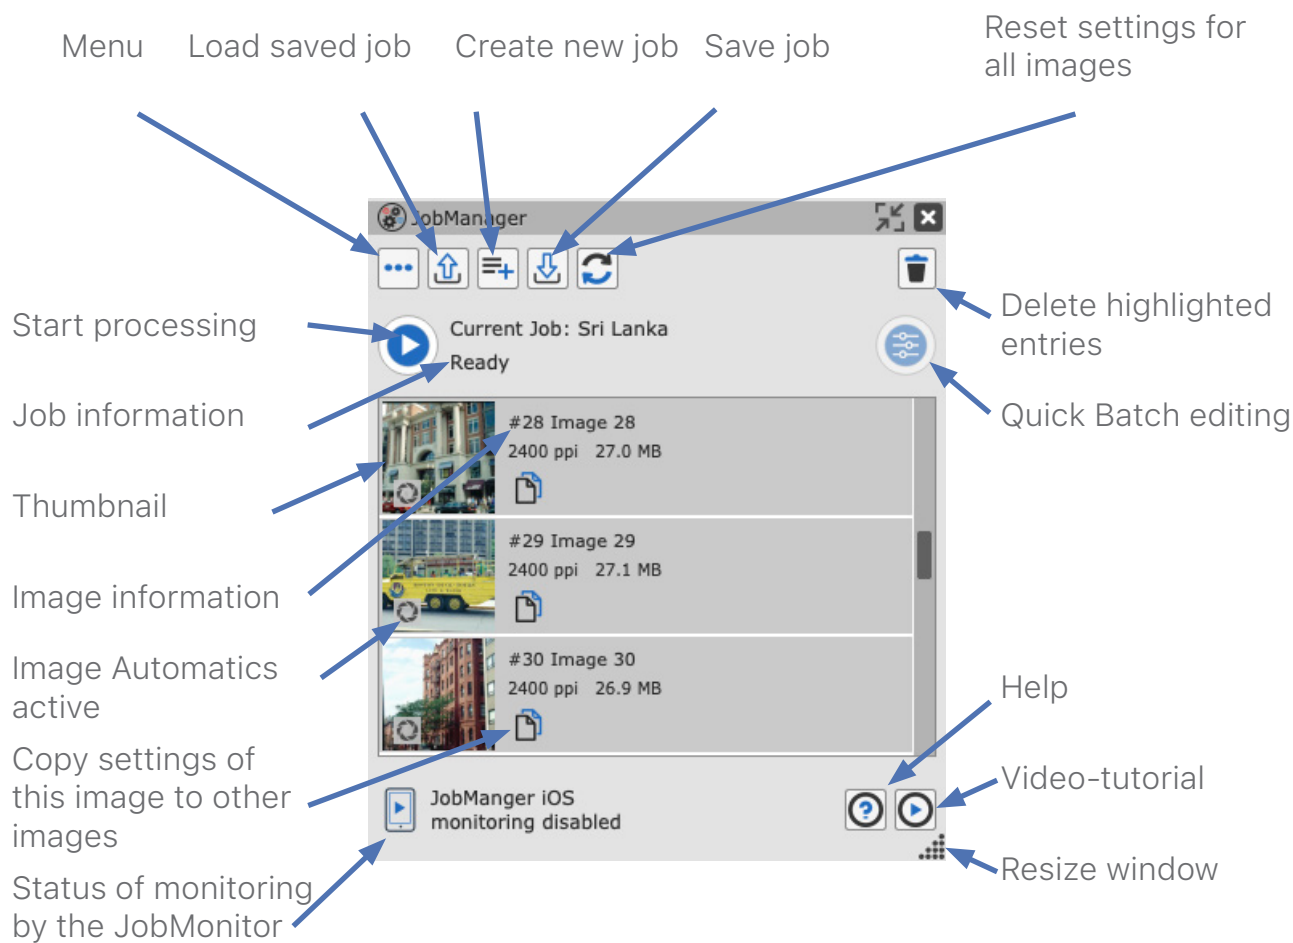 Menu
Load saved job
Create new job
Save job
Reset settings for
all images
JobManager
Start processing
Current Job: Sri Lanka
Ready
Delete highlighted
entries
Job information
Quick Batch editing
#28 Image 28
2400 ppi 27.0 MB
Thumbnail
#29 Image 29
2400 ppi 27.1 MB
Image information
Image Automatics
active
#30 Image 30
2400 ppi 26.9 MB
Help
Copy settings of
this image to other
images
JobManger iOS
monitoring disabled
Video-tutorial
Resize window
Status of monitoring
by the JobMonitor